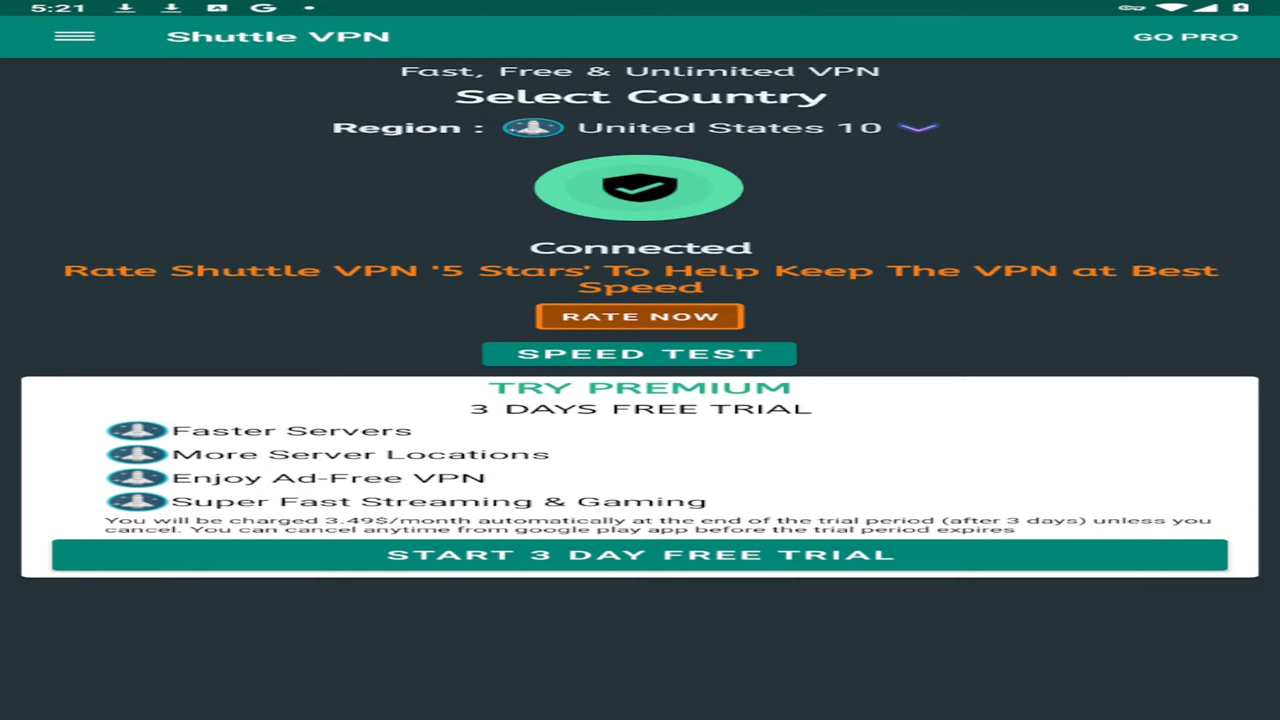 5:21
Shuttle VPN
GO PRO
Fast, Free & Unlimited VPN
Select Country
Region : United States 10
Connected
Rate Shuttle VPN '5 Stars' To Help Keep The VPN at Best
Speed
RATE NOW
SPEED TEST
TRY PREMIUM
3 DAYS FREE TRIAL
Faster Servers
More Server Locations
Enjoy Ad-Free VPN
Super Fast Streaming & Gaming
You will be charged 3.49$/month automatically at the end of the trial period (after 3 days) unless you
cancel. You can cancel anytime from google play app before the trial period expires
START 3 DAY FREE TRIAL